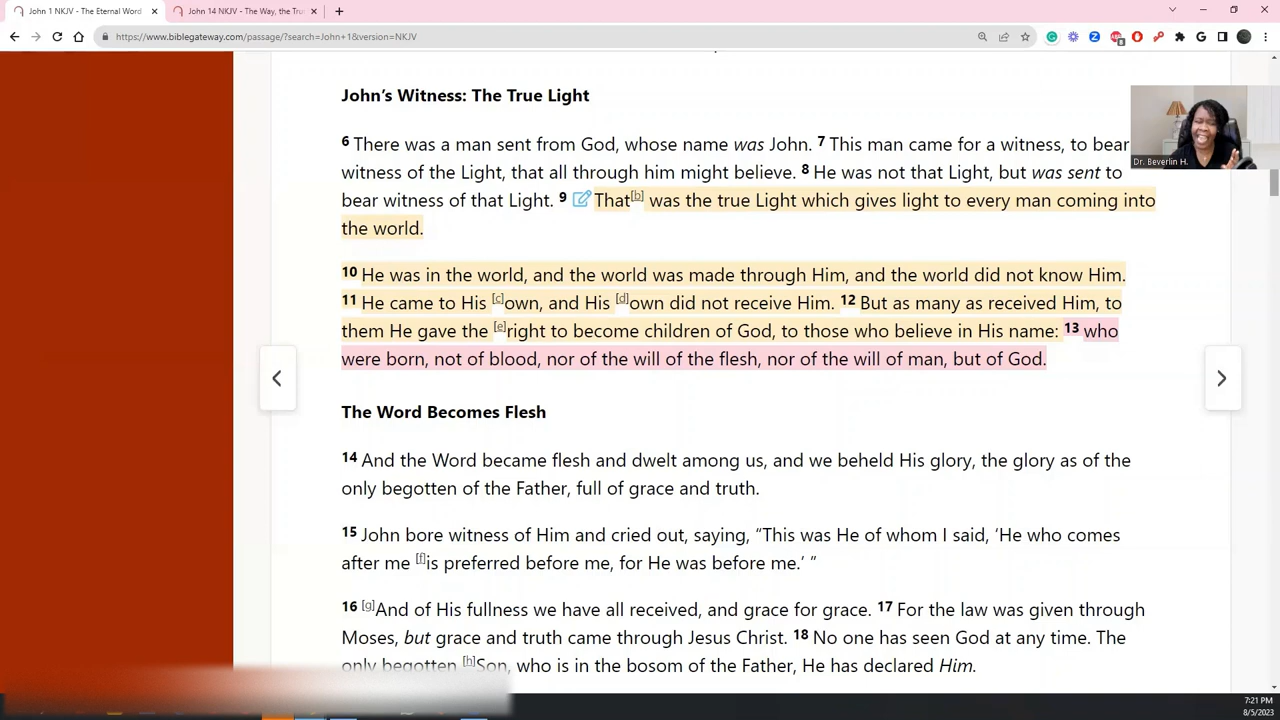 John 1 NKJV - The Eternal Word
John 14 NKJV - The Way, the Tru
https://www.biblegateway.com/passage/?search=John+1&version=NKJV
John’s Witness: The True Light
6 There was a man sent from God, whose name was John. 7 This man came for a witness, to bear
witness of the Light, that all through him might believe. 8 He was not that Light, but was sent to
bear witness of that Light. 9 That[b] was the true Light which gives light to every man coming into
the world.
10 He was in the world, and the world was made through Him, and the world did not know Him.
11 He came to His [c]own, and His [d]own did not receive Him. 12 But as many as received Him, to
them He gave the [e]right to become children of God, to those who believe in His name: 13 who
were born, not of blood, nor of the will of the flesh, nor of the will of man, but of God.
The Word Becomes Flesh
14 And the Word became flesh and dwelt among us, and we beheld His glory, the glory as of the
only begotten of the Father, full of grace and truth.
15 John bore witness of Him and cried out, saying, “This was He of whom I said, ‘He who comes
after me [f]is preferred before me, for He was before me.’ ”
16 [g]And of His fullness we have all received, and grace for grace. 17 For the law was given through
Moses, but grace and truth came through Jesus Christ. 18 No one has seen God at any time. The
only begotten [h]Son, who is in the bosom of the Father, He has declared Him.
Dr. Beverlin H.
7:21 PM
8/5/2023